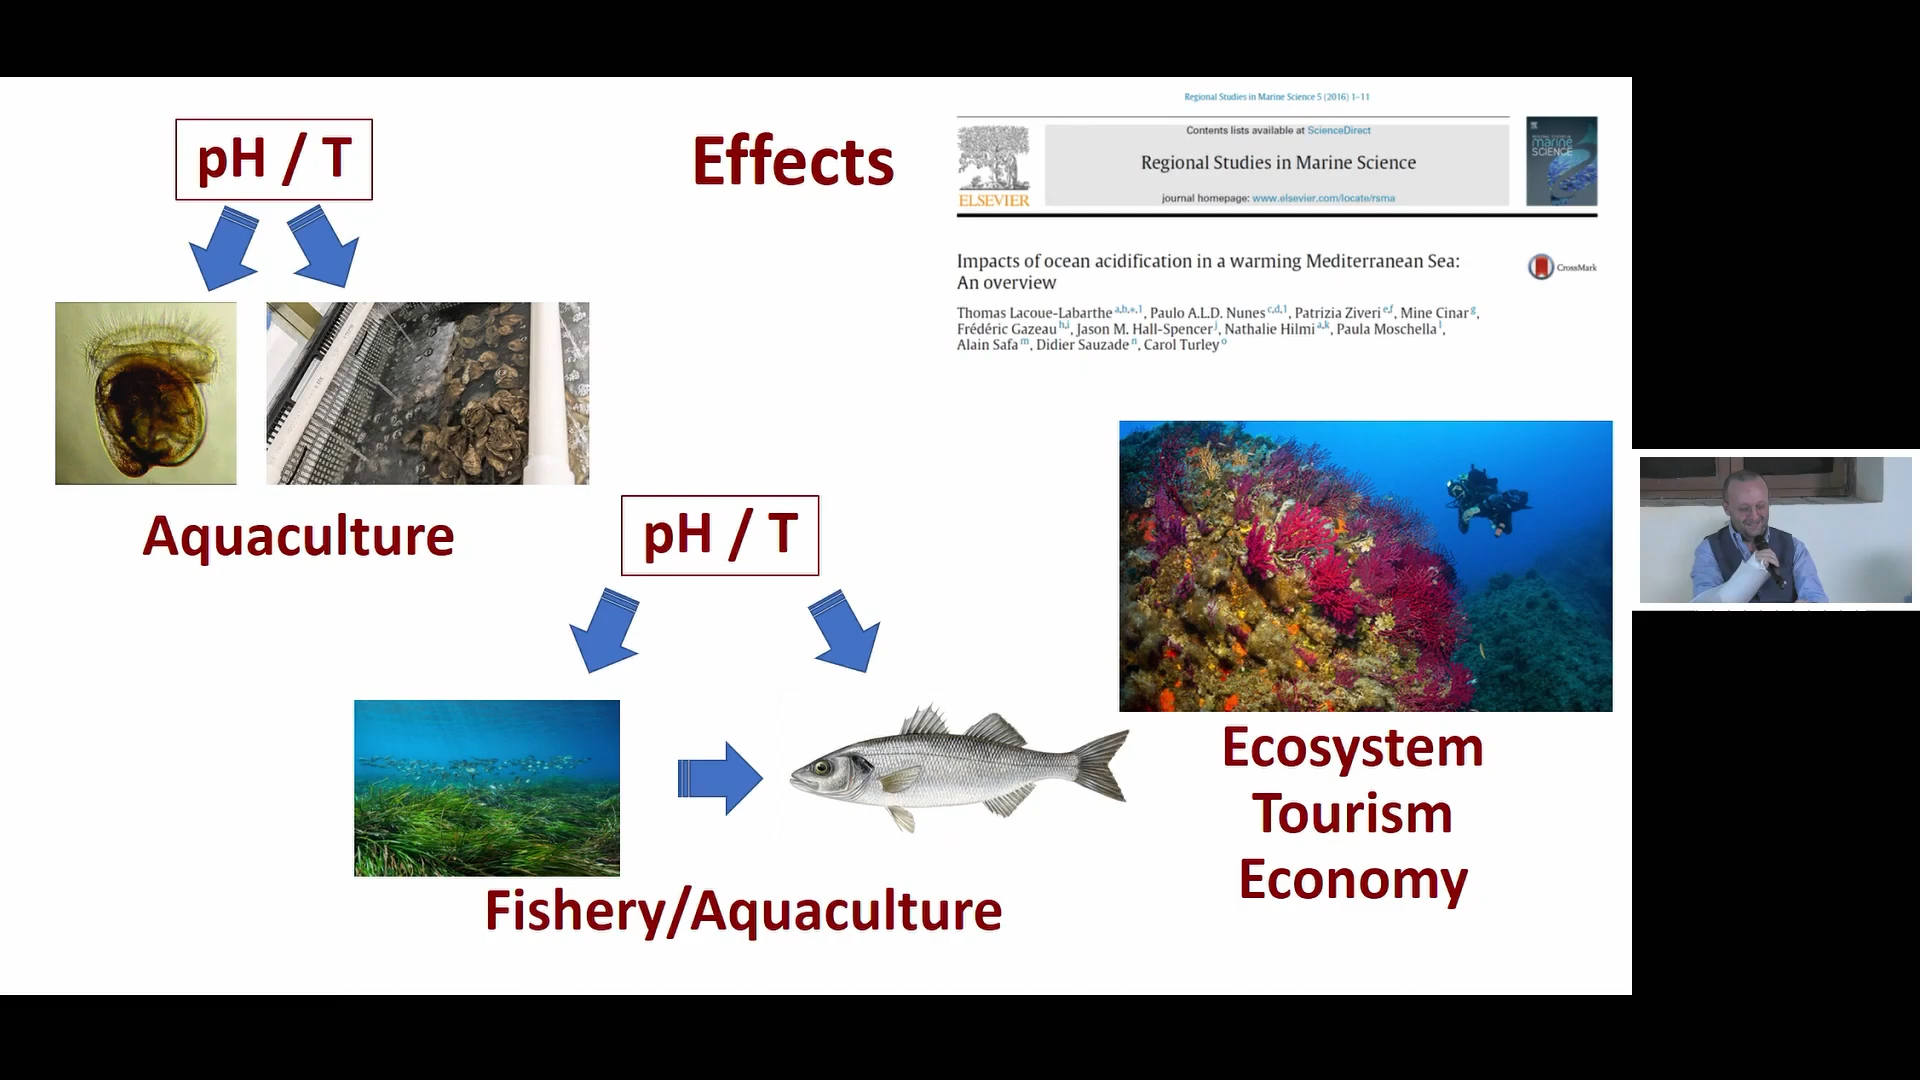 pH / T
Effects
Regional Studies in Marine Science 5 (2016) 1–11
Contents lists available at ScienceDirect
Regional Studies in Marine Science
journal homepage: www.elsevier.com/locate/rsma
ELSEVIER
marine
SCIENCE
Impacts of ocean acidification in a warming Mediterranean Sea:
An overview
CrossMark
Thomas Lacoue-Labarthe a,b,∗,1, Paulo A.L.D. Nunes c,d,1, Patrizia Ziveri e,f, Mine Cinar g,
Frédéric Gazeau h,i, Jason M. Hall-Spencer j, Nathalie Hilmi a,k, Paula Moschella l,
Alain Safa m, Didier Sauzade n, Carol Turley o
Aquaculture
pH / T
Fishery/Aquaculture
Ecosystem
Tourism
Economy